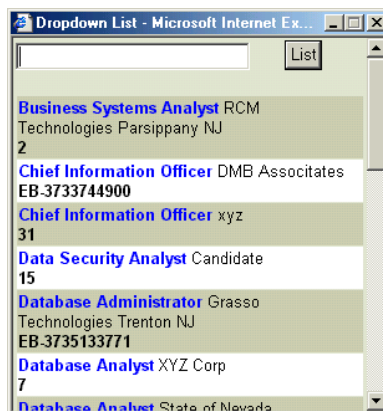 Dropdown List - Microsoft Internet Ex...
List
Business Systems Analyst RCM
Technologies Parsippany NJ
2
Chief Information Officer DMB Associtates
EB-3733744900
Chief Information Officer xyz
31
Data Security Analyst Candidate
15
Database Administrator Grasso
Technologies Trenton NJ
EB-3735133771
Database Analyst XYZ Corp
7
Database Analyst State of Nevada